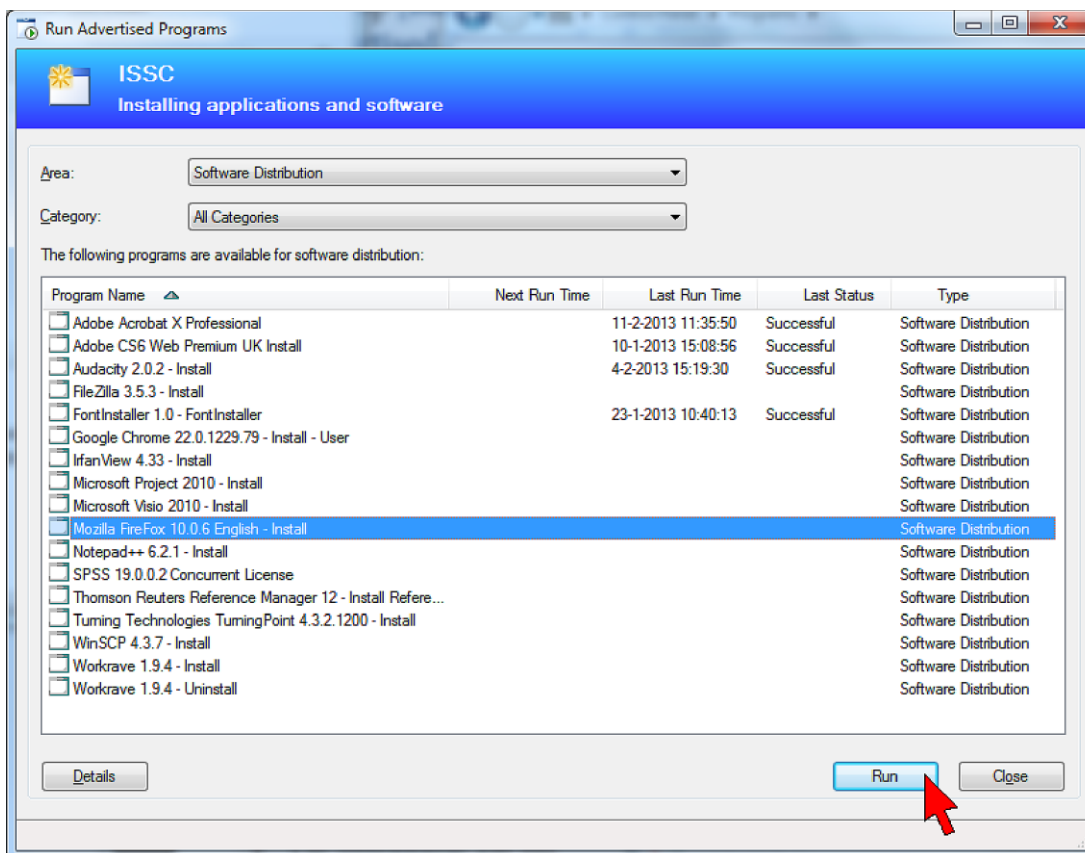 Run Advertised Programs
ISSC
Installing applications and software
Area: Software Distribution
Category: All Categories
The following programs are available for software distribution:
Program Name Next Run Time Last Run Time Last Status Type
Adobe Acrobat X Professional 11-2-2013 11:35:50 Successful Software Distribution
Adobe CS6 Web Premium UK Install 10-1-2013 15:08:56 Successful Software Distribution
Audacity 2.0.2 - Install 4-2-2013 15:19:30 Successful Software Distribution
FileZilla 3.5.3 - Install Software Distribution
FontInstaller 1.0 - FontInstaller 23-1-2013 10:40:13 Successful Software Distribution
Google Chrome 22.0.1229.79 - Install - User Software Distribution
IrfanView 4.33 - Install Software Distribution
Microsoft Project 2010 - Install Software Distribution
Microsoft Visio 2010 - Install Software Distribution
Mozilla FireFox 10.0.6 English - Install Software Distribution
Notepad++ 6.2.1 - Install Software Distribution
SPSS 19.0.0.2 Concurrent License Software Distribution
Thomson Reuters Reference Manager 12 - Install Refere... Software Distribution
Turning Technologies TurningPoint 4.3.2.1200 - Install Software Distribution
WinSCP 4.3.7 - Install Software Distribution
Workrave 1.9.4 - Install Software Distribution
Workrave 1.9.4 - Uninstall Software Distribution
Details Run Close